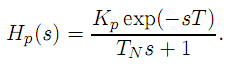 H_p(s) = \frac{K_p \exp(-sT)}{T_N s + 1}.